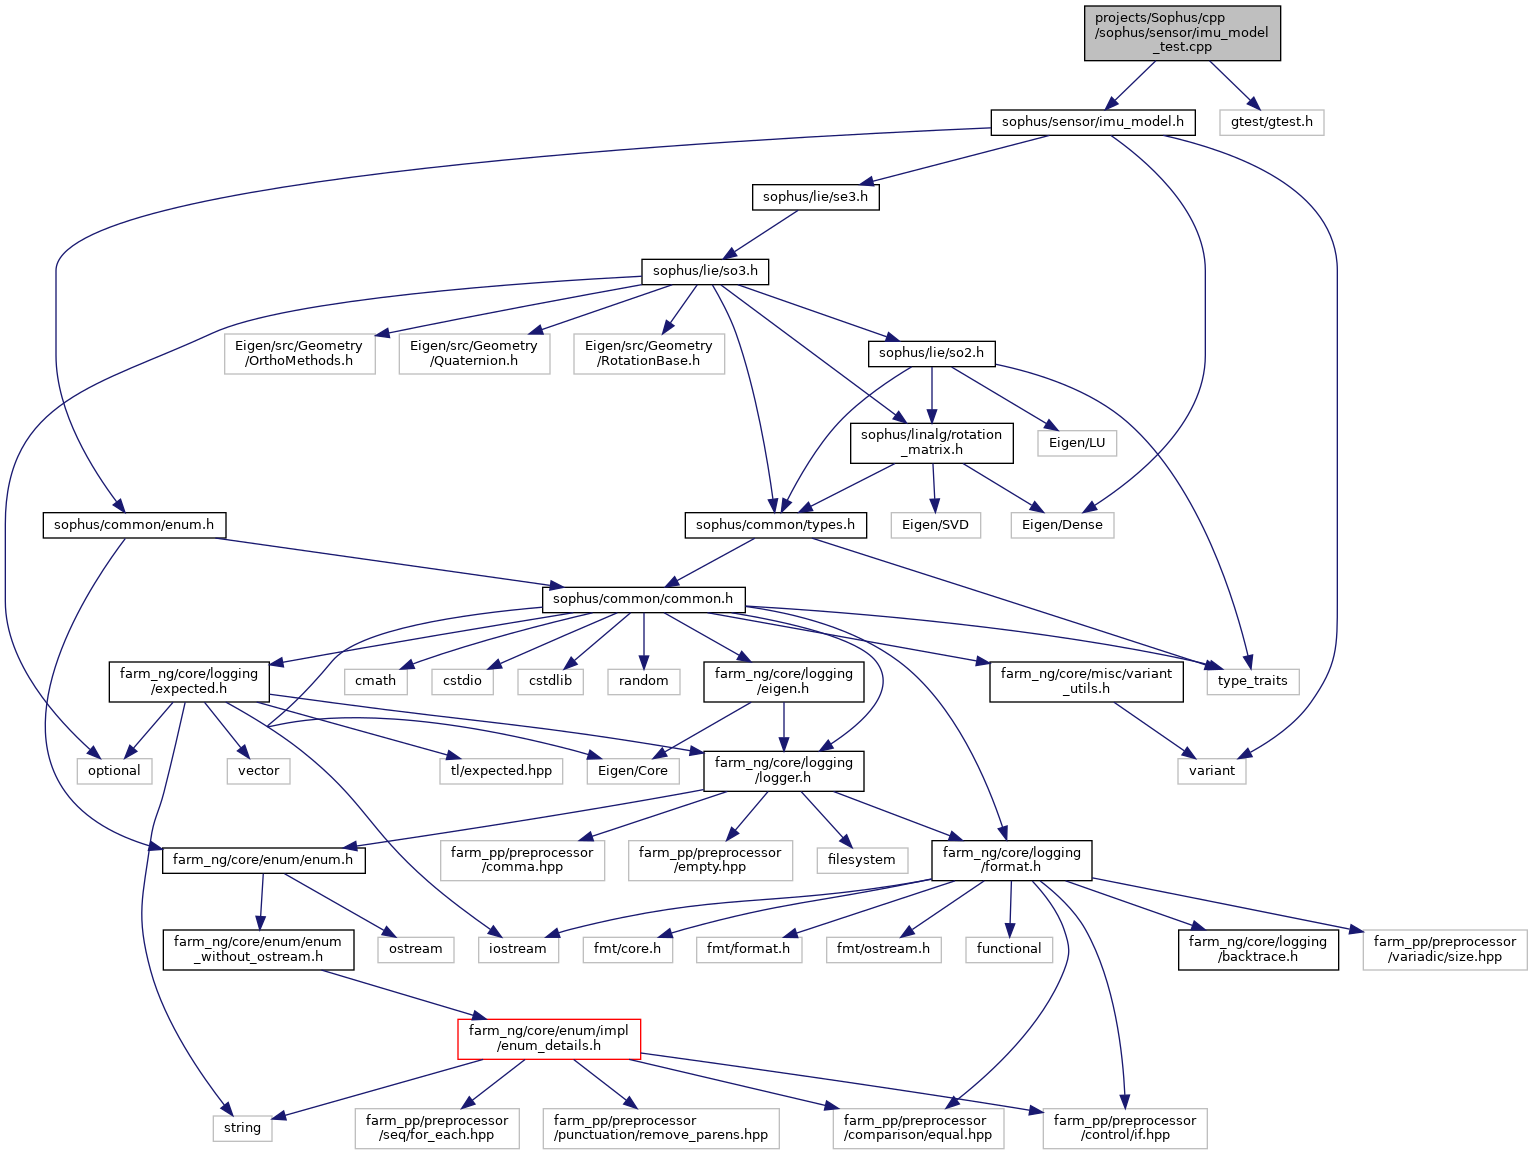 projects/Sophus/cpp
/sophus/sensor/imu_model
_test.cpp
sophus/sensor/imu_model.h
gtest/gtest.h
sophus/lie/se3.h
sophus/lie/so3.h
Eigen/src/Geometry
/OrthoMethods.h
Eigen/src/Geometry
/Quaternion.h
Eigen/src/Geometry
/RotationBase.h
sophus/lie/so2.h
sophus/linalg/rotation
_matrix.h
Eigen/LU
sophus/common/enum.h
sophus/common/types.h
Eigen/SVD
Eigen/Dense
sophus/common/common.h
farm_ng/core/logging
/expected.h
cmath
cstdio
cstdlib
random
farm_ng/core/logging
/eigen.h
farm_ng/core/misc/variant
_utils.h
type_traits
optional
vector
tl/expected.hpp
Eigen/Core
farm_ng/core/logging
/logger.h
variant
farm_ng/core/enum/enum.h
farm_pp/preprocessor
/comma.hpp
farm_pp/preprocessor
/empty.hpp
filesystem
farm_ng/core/logging
/format.h
farm_ng/core/enum/enum
_without_ostream.h
ostream
iostream
fmt/core.h
fmt/format.h
fmt/ostream.h
functional
farm_ng/core/logging
/backtrace.h
farm_pp/preprocessor
/variadic/size.hpp
farm_ng/core/enum/impl
/enum_details.h
string
farm_pp/preprocessor
/seq/for_each.hpp
farm_pp/preprocessor
/punctuation/remove_parens.hpp
farm_pp/preprocessor
/comparison/equal.hpp
farm_pp/preprocessor
/control/if.hpp